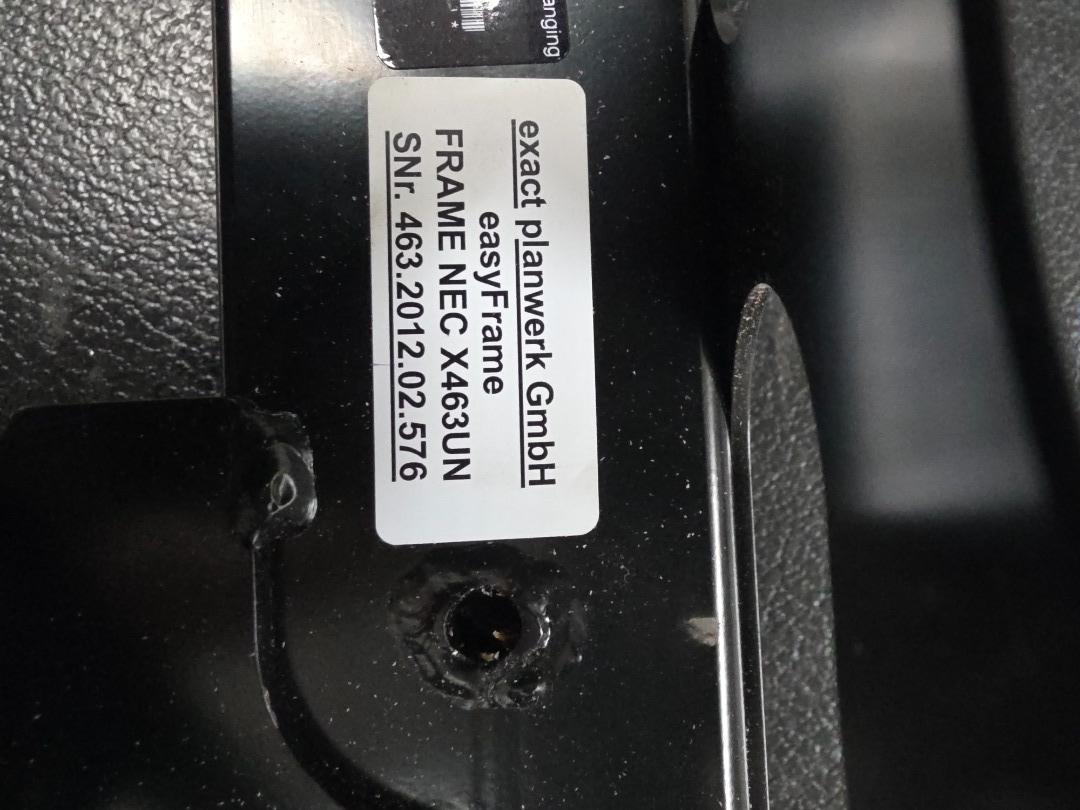 anging
*
exact planwerk GmbH
easyFrame
FRAME NEC X463UN
SNr. 463.2012.02.576